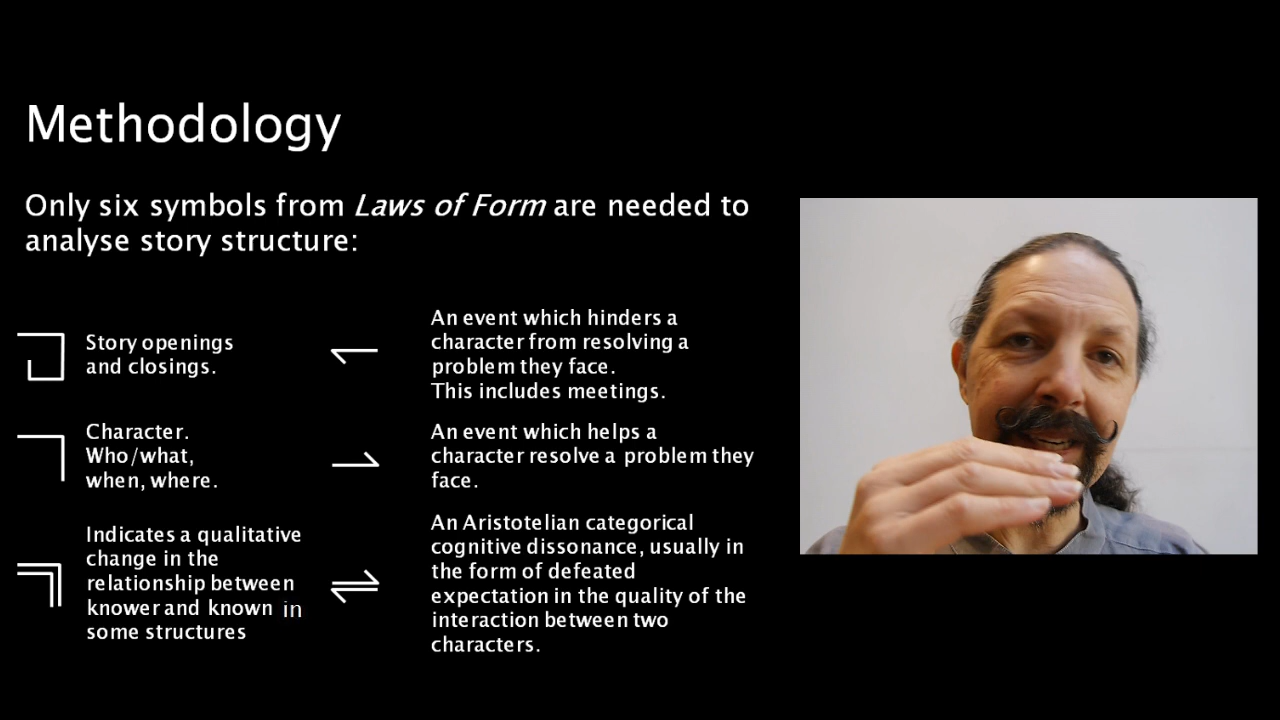 Methodology
Only six symbols from Laws of Form are needed to
analyse story structure:
Story openings
and closings.
An event which hinders a
character from resolving a
problem they face.
This includes meetings.
Character.
Who/what,
when, where.
An event which helps a
character resolve a problem they
face.
Indicates a qualitative
change in the
relationship between
knower and known in
some structures
An Aristotelian categorical
cognitive dissonance, usually in
the form of defeated
expectation in the quality of the
interaction between two
characters.